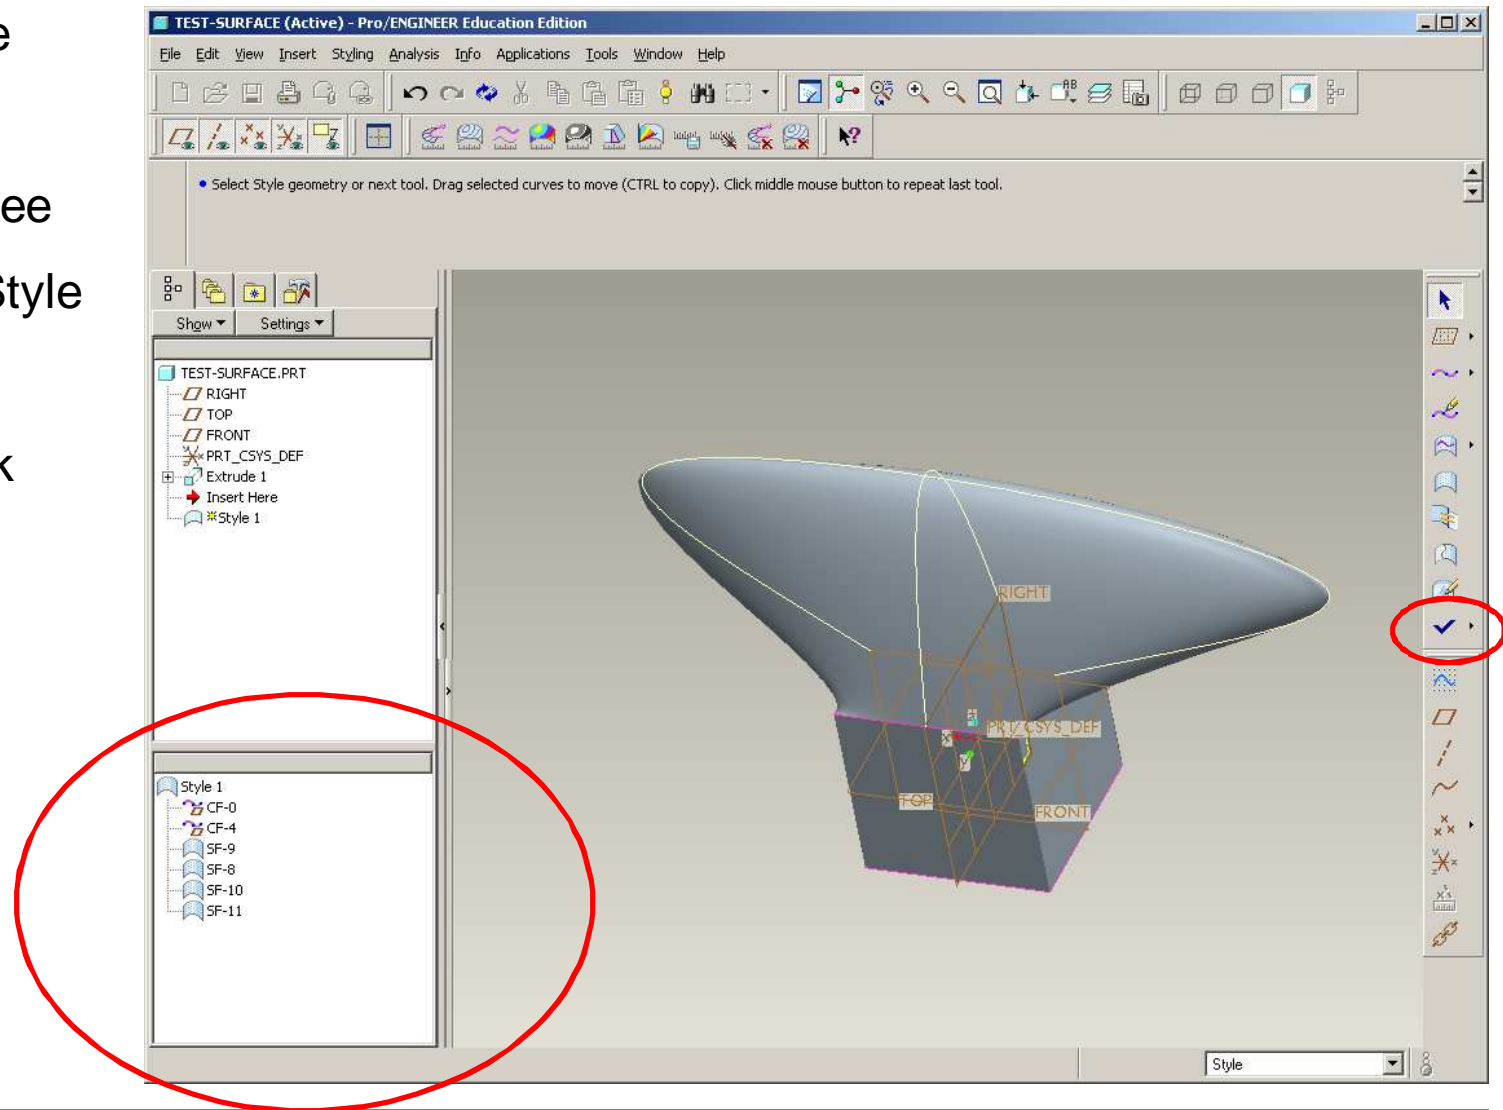 e
ee
Style
k
TEST-SURFACE (Active) - Pro/ENGINEER Education Edition
File Edit View Insert Styling Analysis Info Applications Tools Window Help
• Select Style geometry or next tool. Drag selected curves to move (CTRL to copy). Click middle mouse button to repeat last tool.
Show Settings
TEST-SURFACE.PRT
RIGHT
TOP
FRONT
PRT_CSYS_DEF
Extrude 1
Insert Here
Style 1
Style 1
CF-0
CF-4
SF-9
SF-8
SF-10
SF-11
RIGHT
PRT_CSYS_DEF
X
Y
TOP
FRONT
Style